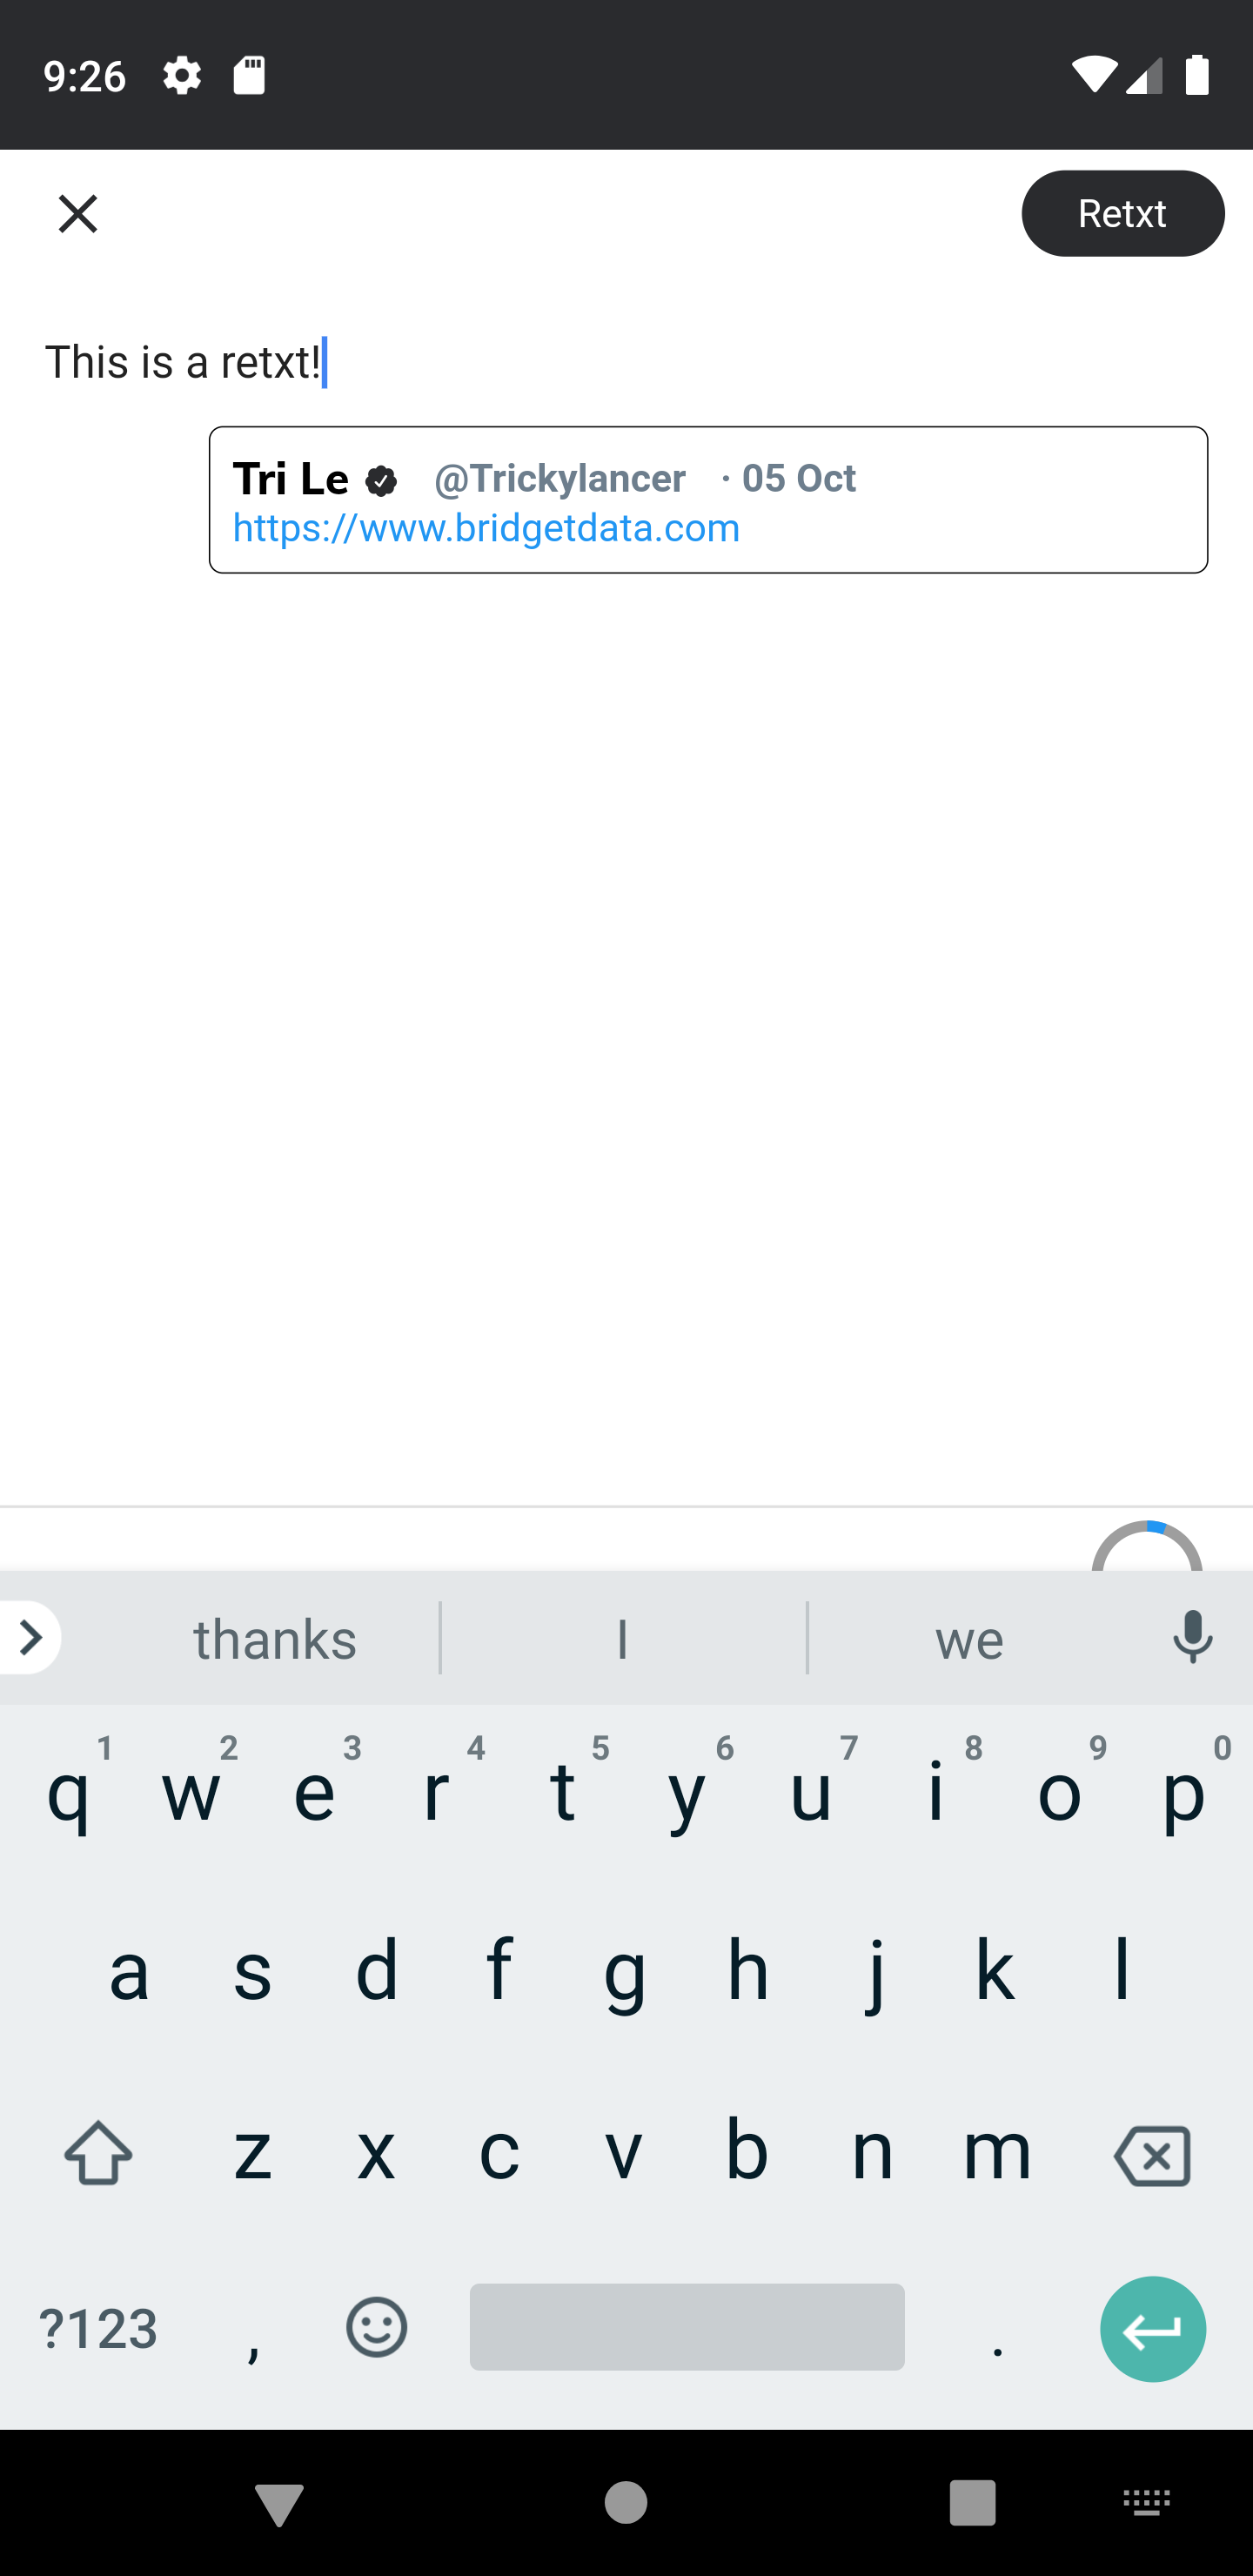 9:26
Retxt
This is a retxt!
Tri Le @Trickylancer · 05 Oct
https://www.bridgetdata.com
thanks I we
1 2 3 4 5 6 7 8 9 0
q w e r t y u i o p
a s d f g h j k l
z x c v b n m
?123 , .